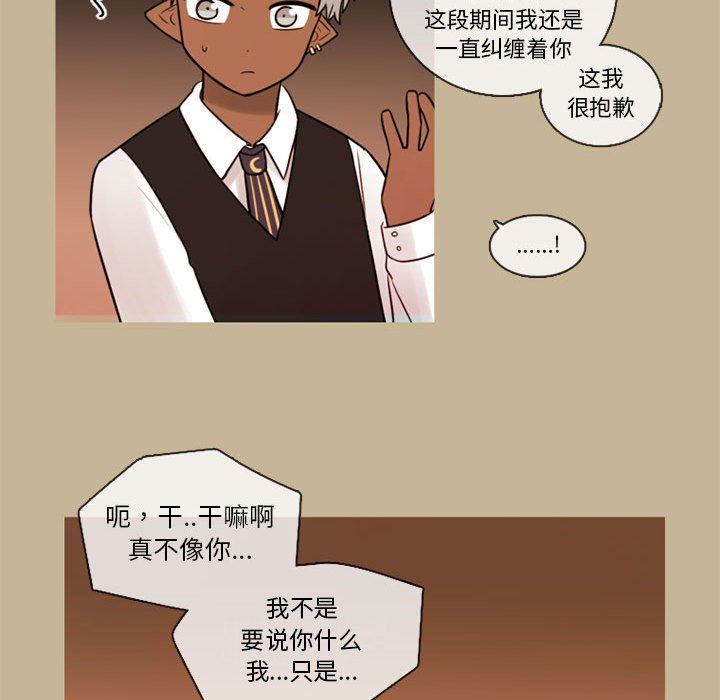 这段期间我还是
一直纠缠着你
这我
很抱歉
......!
呃，干..干嘛啊
真不像你...
我不是
要说你什么
我...只是...